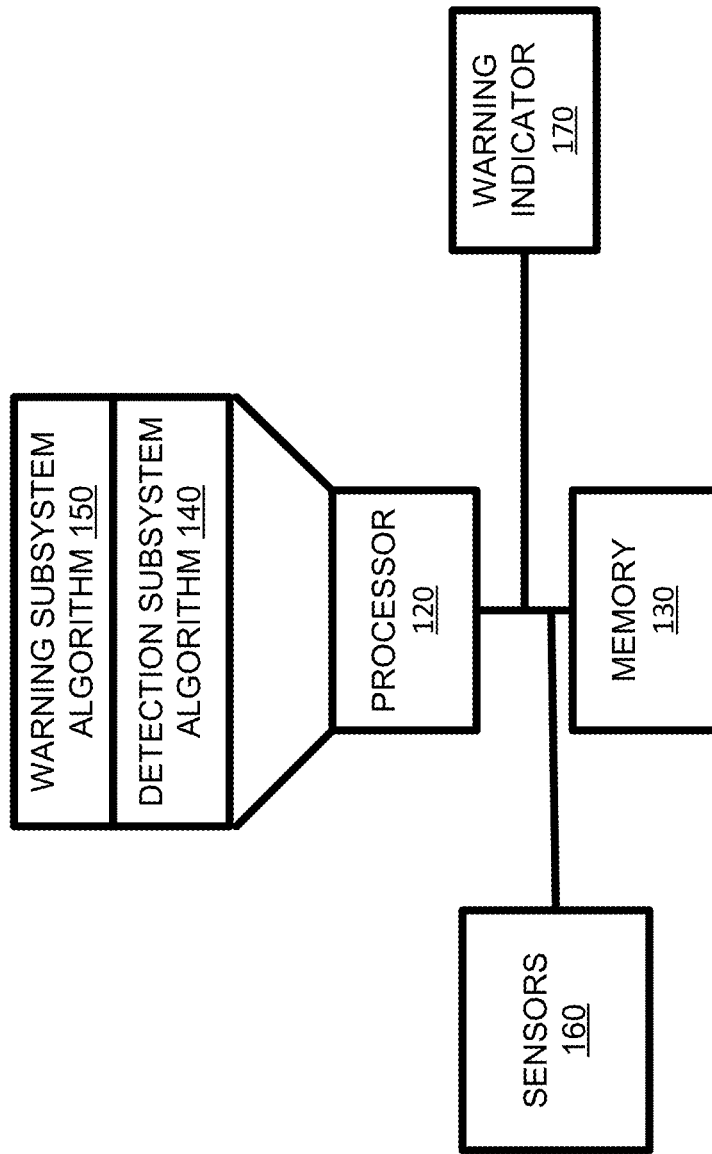 WARNING SUBSYSTEM
ALGORITHM 150
DETECTION SUBSYSTEM
ALGORITHM 140
PROCESSOR
120
WARNING
INDICATOR
170
SENSORS
160
MEMORY
130